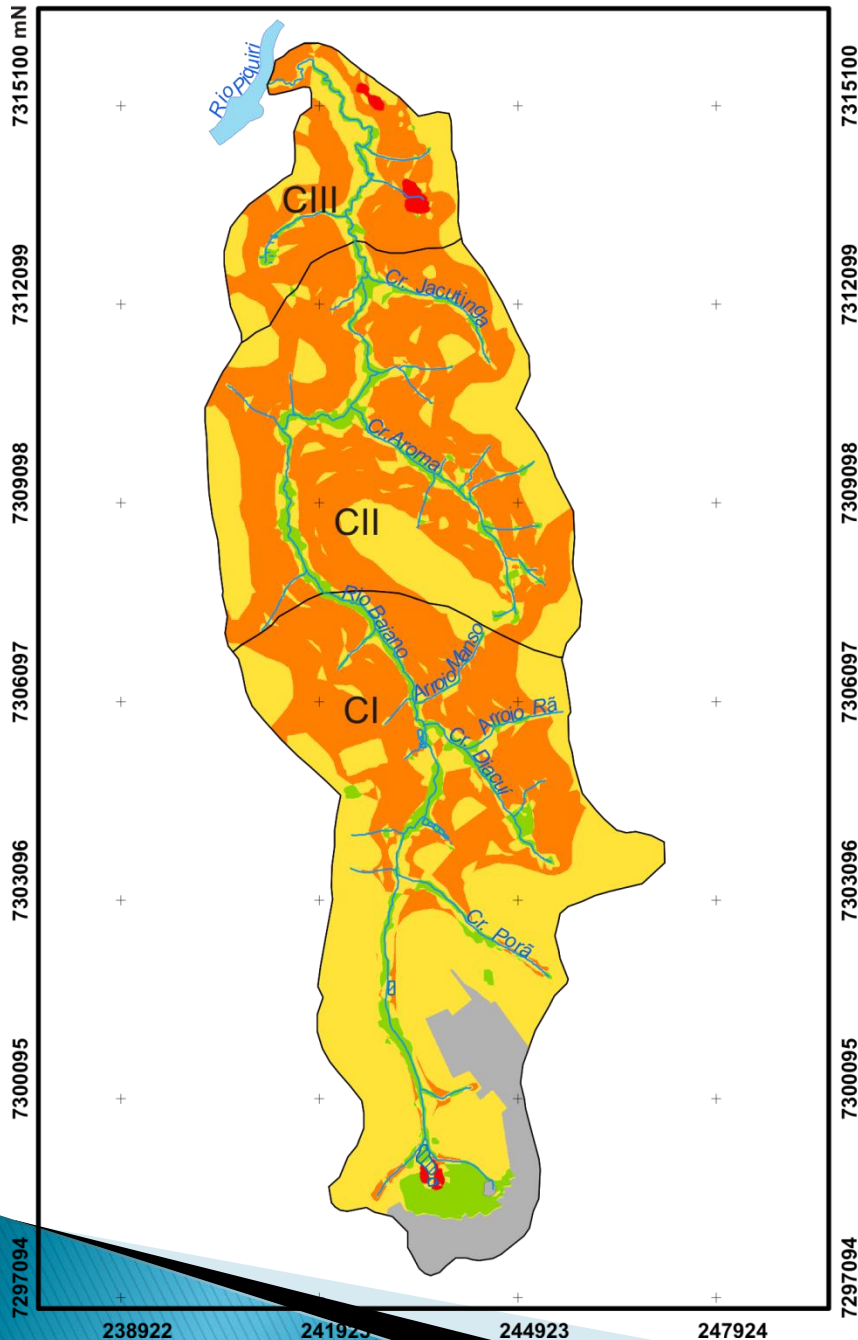 7315100 mN
7315100
Rio Piquiri
CIII
7312099
7312099
Cr. Jacutinga
7309098
7309098
Cr. Aroma
CII
Rio Baiano
Arroio Manso
7306097
7306097
CI
Arroio Rã
Cr. Diacuí
7303096
7303096
Cr. Porã
7300095
7300095
7297094
7297094
238922
241923
244923
247924